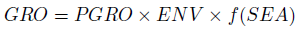 GRO = PGRO × ENV × f(SEA)